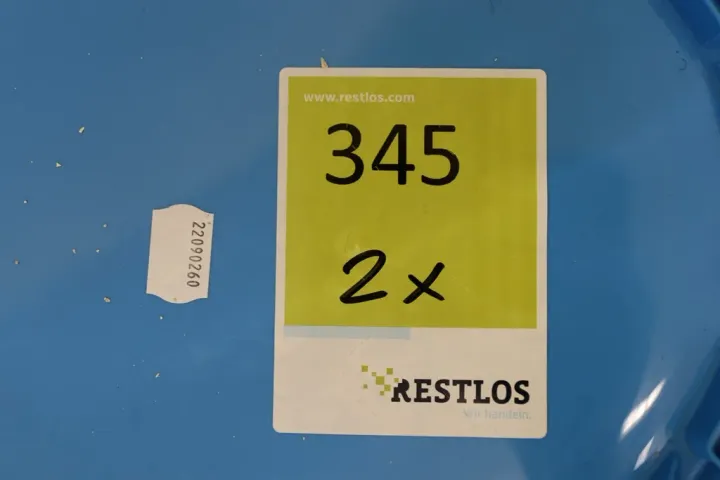 www.restlos.com
345
2x
22090260
RESTLOS
Wir handeln.